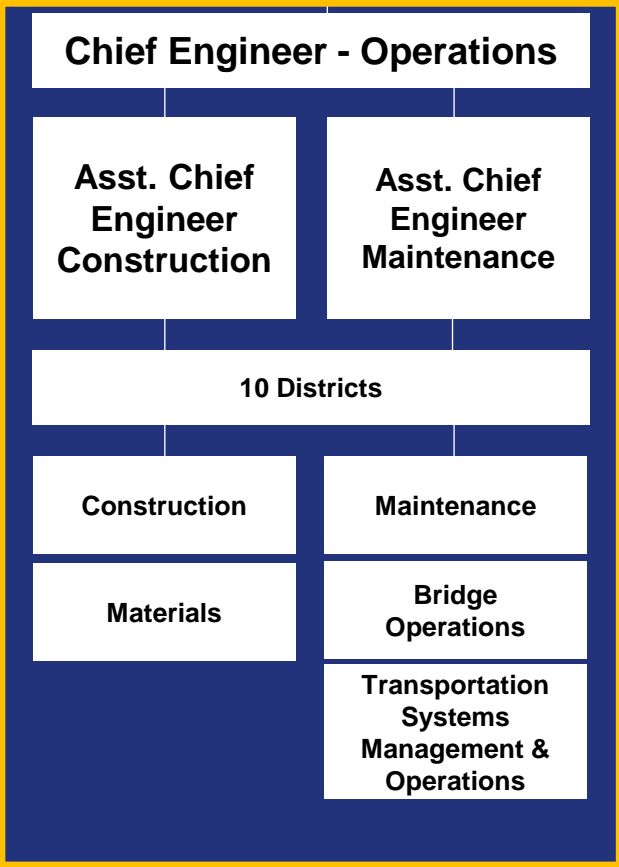 Chief Engineer - Operations
Asst. Chief
Engineer
Construction
Asst. Chief
Engineer
Maintenance
10 Districts
Construction
Maintenance
Materials
Bridge
Operations
Transportation
Systems
Management &
Operations